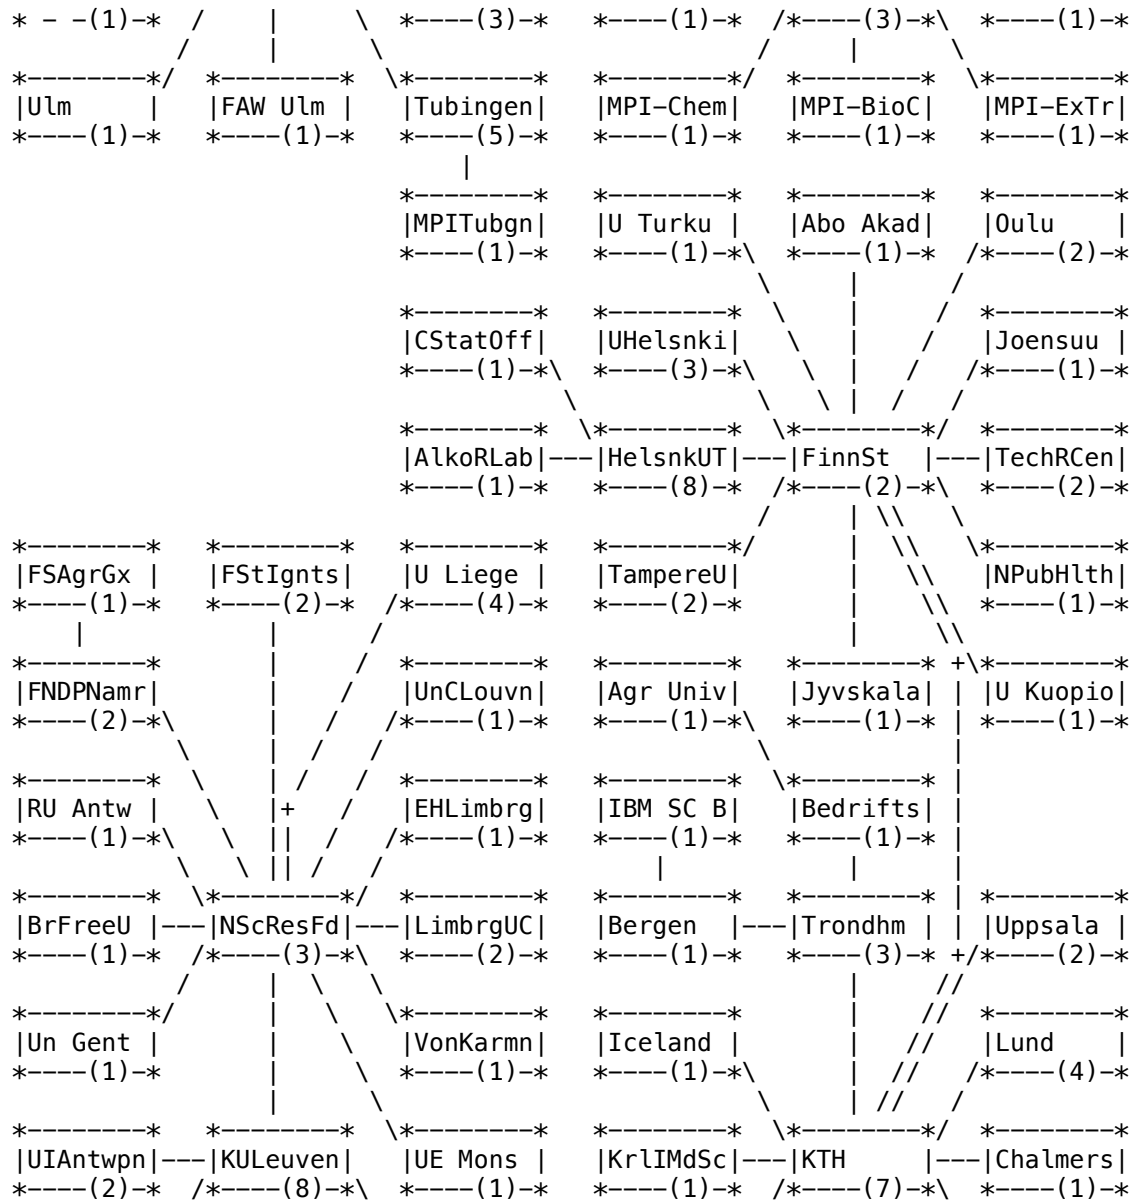 * - -(1)-*  /    |     \  *----(3)-*  *----(1)-*  /*----(3)-*\  *----(1)-*
          /     |      \                        /     |      \
*--------*/  *--------*  \*--------*  *--------*/  *--------*  \*--------*
|Ulm     |   |FAW Ulm |   |Tubingen|  |MPI-Chem|   |MPI-BioC|   |MPI-ExTr|
*----(1)-*   *----(1)-*   *----(5)-*  *----(1)-*   *----(1)-*   *----(1)-*
                              |
                          *--------*   *--------*   *--------*   *--------*
                          |MPITubgn|   |U Turku |   |Abo Akad|   |Oulu    |
                          *----(1)-*   *----(1)-*\  *----(1)-*  /*----(2)-*
                                                  \     |      /
                          *--------*   *--------*  \    |     /  *--------*
                          |CStatOff|   |UHelsnki|   \   |    /   |Joensuu |
                          *----(1)-*\  *----(3)-*\   \  |   /   /*----(1)-*
                                     \            \   \ |  /   /
                          *--------*  \*--------*  \*--------*/  *--------*
                          |AlkoRLab|---|HelsnkUT|---|FinnSt  |---|TechRCen|
                          *----(1)-*   *----(8)-*  /*----(2)-*\  *----(2)-*
                                                  /     | \\   \
*--------*   *--------*   *--------*   *--------*/      |  \\   \*--------*
|FSAgrGx |   |FStIgnts|   |U Liege |   |TampereU|       |   \\   |NPubHlth|
*----(1)-*   *----(2)-*  /*----(4)-*   *----(2)-*       |    \\  *----(1)-*
    |            |      /                               |     \\
*--------*       |     /  *--------*   *--------*   *--------* +\*--------*
|FNDPNamr|       |    /   |UnCLouvn|   |Agr Univ|   |Jyvskala| | |U Kuopio|
*----(2)-*\      |   /   /*----(1)-*   *----(1)-*\  *----(1)-* | *----(1)-*
           \     |  /   /                         \            |
*--------*  \    | /   /  *--------*   *--------*  \*--------* |
|RU Antw |   \   |+   /   |EHLimbrg|   |IBM SC B|   |Bedrifts| |
*----(1)-*\   \  ||  /   /*----(1)-*   *----(1)-*   *----(1)-* |
           \   \ || /   /                  |            |      |
*--------*  \*--------*/  *--------*   *--------*   *--------* | *--------*
|BrFreeU |---|NScResFd|---|LimbrgUC|   |Bergen  |---|Trondhm | | |Uppsala |
*----(1)-*  /*----(3)-*\  *----(2)-*   *----(1)-*   *----(3)-* +/*----(2)-*
           /     |  \   \                               |     //
*--------*/      |   \   \*--------*   *--------*       |    //  *--------*
|Un Gent |       |    \   |VonKarmn|   |Iceland |       |   //   |Lund    |
*----(1)-*       |     \  *----(1)-*   *----(1)-*\      |  //   /*----(4)-*
                 |      \                         \     | //   /
*--------*   *--------*  \*--------*   *--------*  \*--------*/  *--------*
|UIAntwpn|---|KULeuven|   |UE Mons |   |KrlIMdSc|---|KTH     |---|Chalmers|
*----(2)-*  /*----(8)-*\  *----(1)-*   *----(1)-*  /*----(7)-*\  *----(1)-*